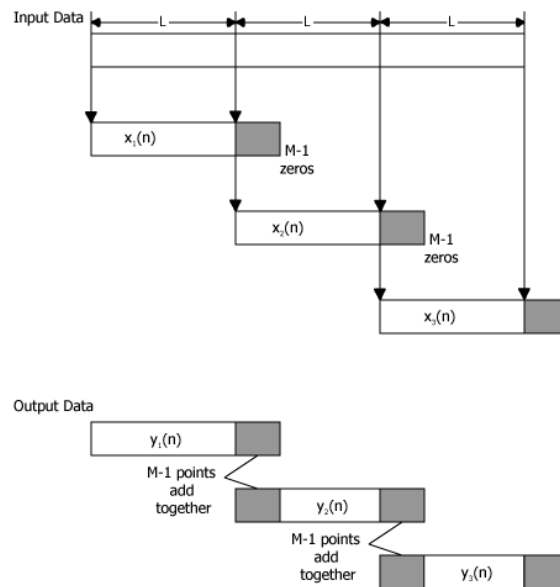 Input Data
L
L
L
x₁(n)
M-1
zeros
x₂(n)
M-1
zeros
x₃(n)
Output Data
y₁(n)
M-1 points
add
together
y₂(n)
M-1 points
add
together
y₃(n)